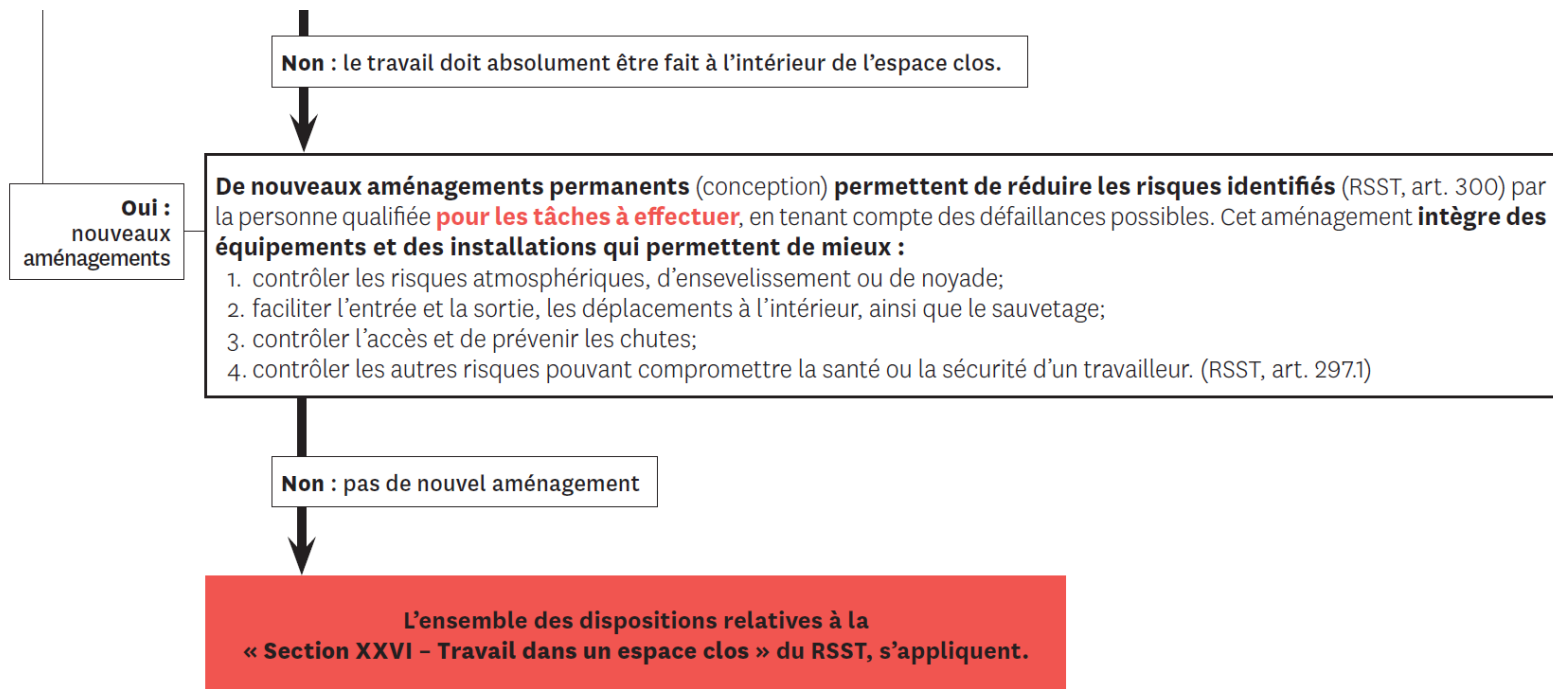 Non : le travail doit absolument être fait à l’intérieur de l’espace clos.
Oui :
nouveaux
aménagements
De nouveaux aménagements permanents (conception) permettent de réduire les risques identifiés (RSST, art. 300) par
la personne qualifiée pour les tâches à effectuer, en tenant compte des défaillances possibles. Cet aménagement intègre des
équipements et des installations qui permettent de mieux :
1. contrôler les risques atmosphériques, d’ensevelissement ou de noyade;
2. faciliter l’entrée et la sortie, les déplacements à l’intérieur, ainsi que le sauvetage;
3. contrôler l’accès et de prévenir les chutes;
4. contrôler les autres risques pouvant compromettre la santé ou la sécurité d’un travailleur. (RSST, art. 297.1)
Non : pas de nouvel aménagement
L’ensemble des dispositions relatives à la
« Section XXVI – Travail dans un espace clos » du RSST, s’appliquent.